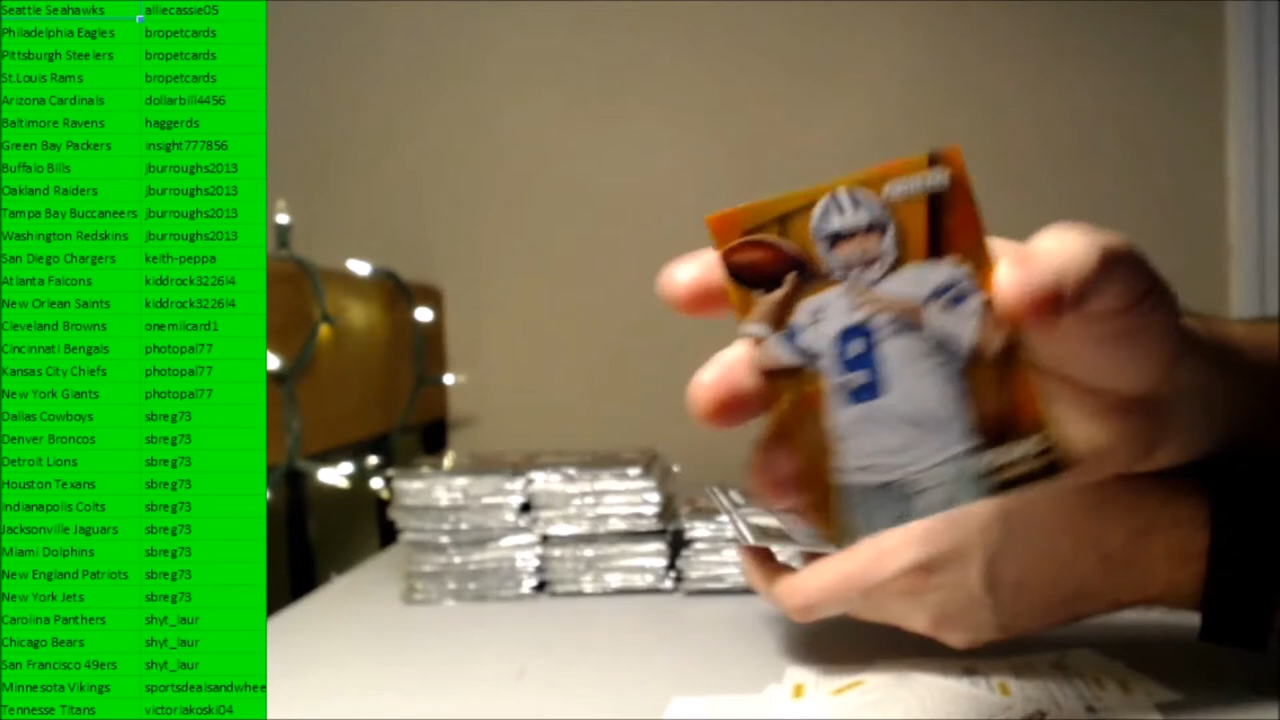 Seattle Seahawks alliecassie05
Philadelphia Eagles bropetcards
Pittsburgh Steelers bropetcards
St.Louis Rams bropetcards
Arizona Cardinals dollarbill4456
Baltimore Ravens haggerds
Green Bay Packers insight777856
Buffalo Bills jburroughs2013
Oakland Raiders jburroughs2013
Tampa Bay Buccaneers jburroughs2013
Washington Redskins jburroughs2013
San Diego Chargers keith-peppa
Atlanta Falcons kiddrock3226l4
New Orlean Saints kiddrock3226l4
Cleveland Browns onemilcard1
Cincinnati Bengals photopal77
Kansas City Chiefs photopal77
New York Giants photopal77
Dallas Cowboys sbreg73
Denver Broncos sbreg73
Detroit Lions sbreg73
Houston Texans sbreg73
Indianapolis Colts sbreg73
Jacksonville Jaguars sbreg73
Miami Dolphins sbreg73
New England Patriots sbreg73
New York Jets sbreg73
Carolina Panthers shyt_laur
Chicago Bears shyt_laur
San Francisco 49ers shyt_laur
Minnesota Vikings sportsdealsandwhee
Tennesse Titans victoriakoski04
9